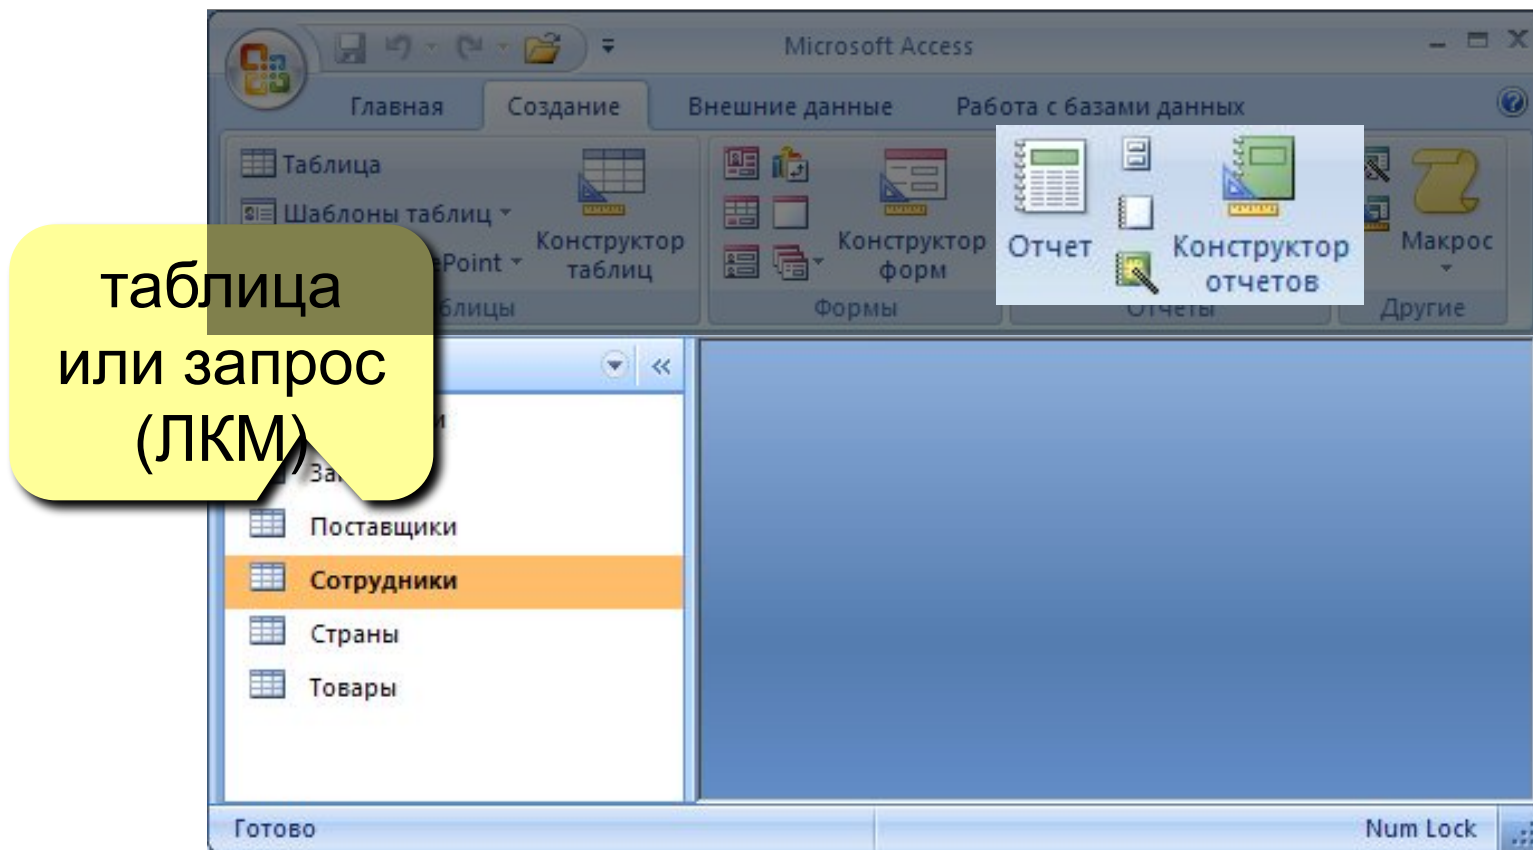 Microsoft Access
Главная Создание Внешние данные Работа с базами данных
Таблица
Шаблоны таблиц
Конструктор таблиц
Формы
Конструктор форм
Отчет
Конструктор отчетов
Макрос
Другие
таблица
или запрос
(ЛКМ)
Поставщики
Сотрудники
Страны
Товары
Готово
Num Lock